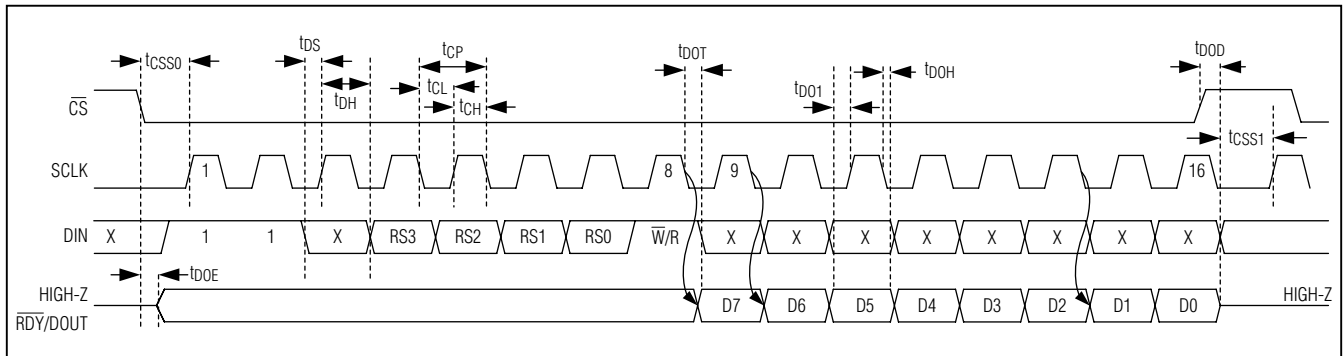 tCSS0
tDS
tCP
tDOT
tDOD
tDH
tCL
tCH
tDO1
tDOH
tCSS1
CS
SCLK
1
8
9
16
DIN
X
1
1
X
RS3
RS2
RS1
RS0
W/R
X
X
X
X
X
X
X
X
tDOE
HIGH-Z
RDY/DOUT
D7
D6
D5
D4
D3
D2
D1
D0
HIGH-Z